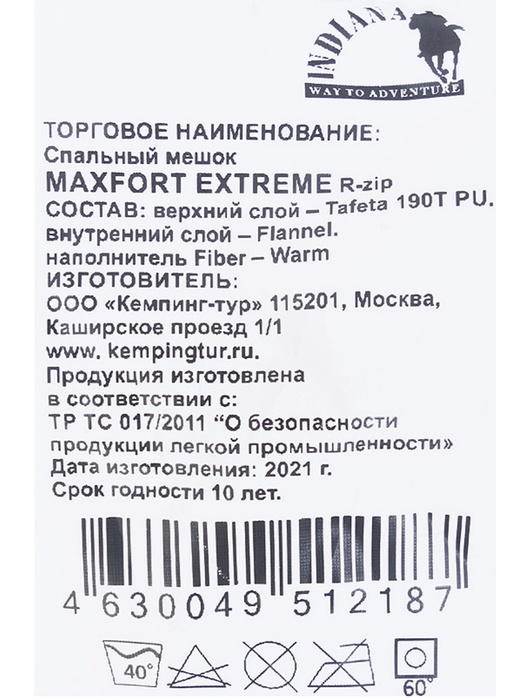 INDIANA
WAY TO ADVENTURE
ТОРГОВОЕ НАИМЕНОВАНИЕ:
Спальный мешок
MAXFORT EXTREME R-zip
СОСТАВ: верхний слой – Tafeta 190T PU.
внутренний слой – Flannel.
наполнитель Fiber – Warm
ИЗГОТОВИТЕЛЬ:
ООО «Кемпинг-тур» 115201, Москва,
Каширское проезд 1/1
www. kempingtur.ru.
Продукция изготовлена
в соответствии с:
ТР ТС 017/2011 “О безопасности
продукции легкой промышленности»
Дата изготовления: 2021 г.
Срок годности 10 лет.
4 630049 512187
40°
60°